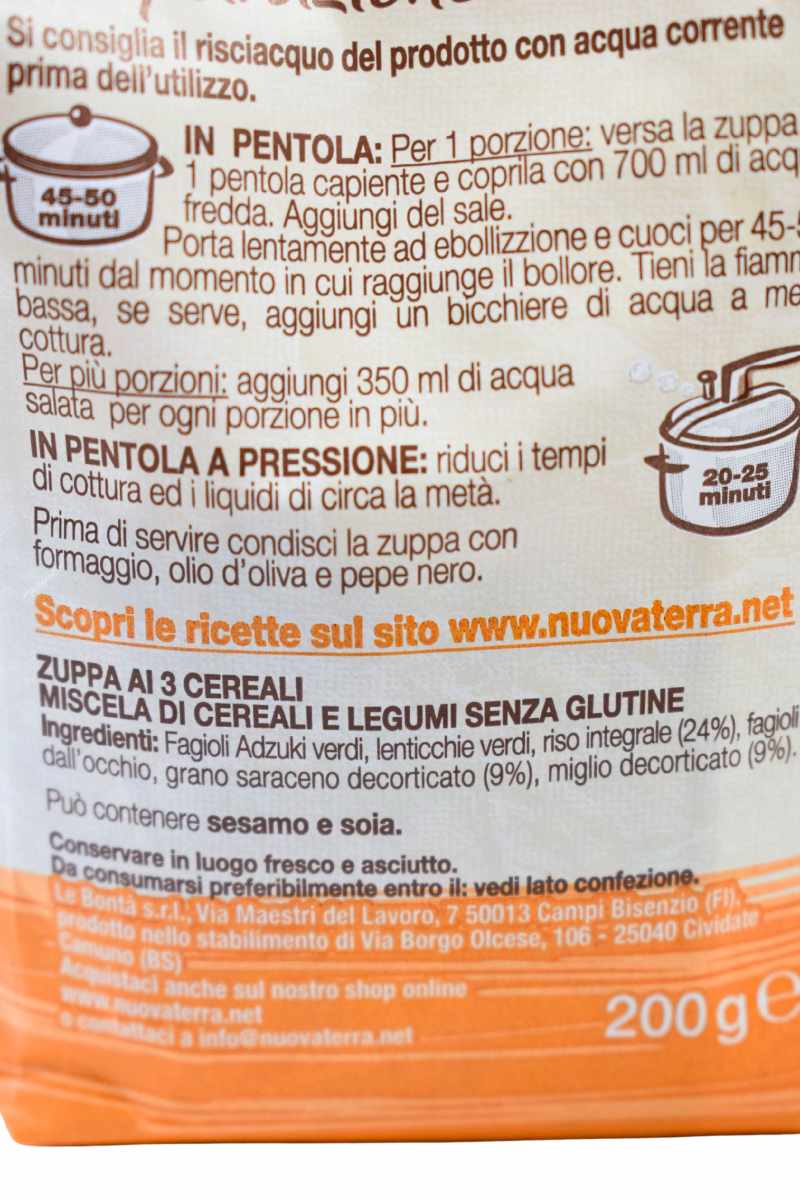 Si consiglia il risciacquo del prodotto con acqua corrente
prima dell'utilizzo.
45-50
minuti
IN PENTOLA: Per 1 porzione: versa la zuppa
1 pentola capiente e coprila con 700 ml di acq
fredda. Aggiungi del sale.
Porta lentamente ad ebollizzione e cuoci per 45-5
minuti dal momento in cui raggiunge il bollore. Tieni la fiamm
bassa, se serve, aggiungi un bicchiere di acqua a me
cottura.
Per più porzioni: aggiungi 350 ml di acqua
salata per ogni porzione in più.
IN PENTOLA A PRESSIONE: riduci i tempi
di cottura ed i liquidi di circa la metà.
20-25
minuti
Prima di servire condisci la zuppa con
formaggio, olio d'oliva e pepe nero.
Scopri le ricette sul sito www.nuovaterra.net
ZUPPA AI 3 CEREALI
MISCELA DI CEREALI E LEGUMI SENZA GLUTINE
Ingredienti: Fagioli Adzuki verdi, lenticchie verdi, riso integrale (24%), fagioli
dall'occhio, grano saraceno decorticato (9%), miglio decorticato (9%).
Può contenere sesamo e soia.
Conservare in luogo fresco e asciutto.
Da consumarsi preferibilmente entro il: vedi lato confezione.
Le Bontà s.r.l., Via Maestri del Lavoro, 7 50013 Campi Bisenzio (FI),
prodotto nello stabilimento di Via Borgo Olcese, 106 - 25040 Cividate
Camuno (BS)
Acquistaci anche sul nostro shop online
www.nuovaterra.net
o contattaci a info@nuovaterra.net
200 g e